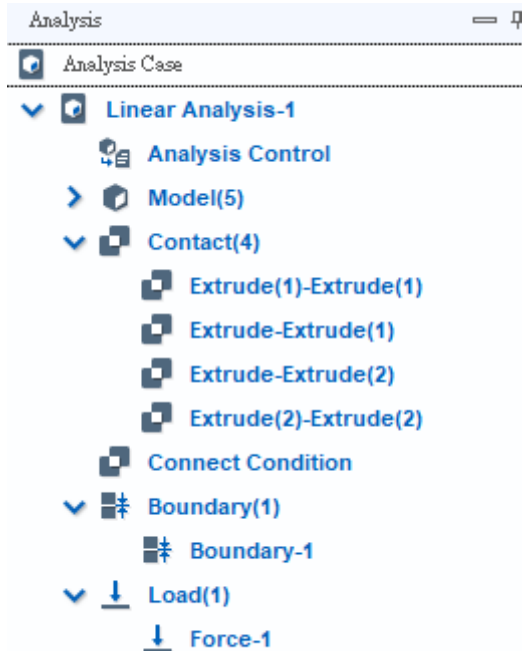 Analysis
Analysis Case
Linear Analysis-1
Analysis Control
Model(5)
Contact(4)
Extrude(1)-Extrude(1)
Extrude-Extrude(1)
Extrude-Extrude(2)
Extrude(2)-Extrude(2)
Connect Condition
Boundary(1)
Boundary-1
Load(1)
Force-1